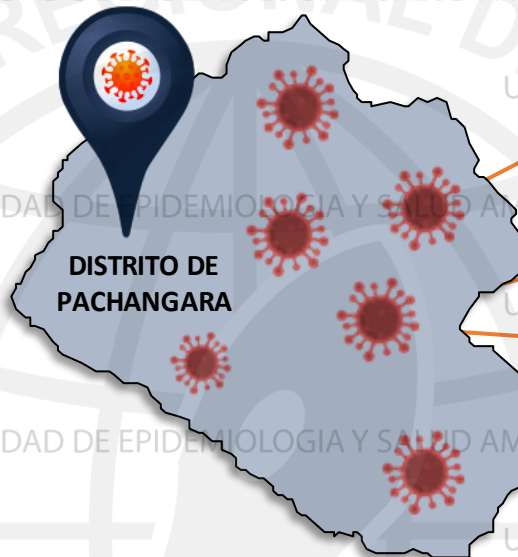 DAD DE EPIDEMIOLOGIA Y SALUD AM
DISTRITO DE
PACHANGARA
DAD DE EPIDEMIOLOGIA Y SALUD AM